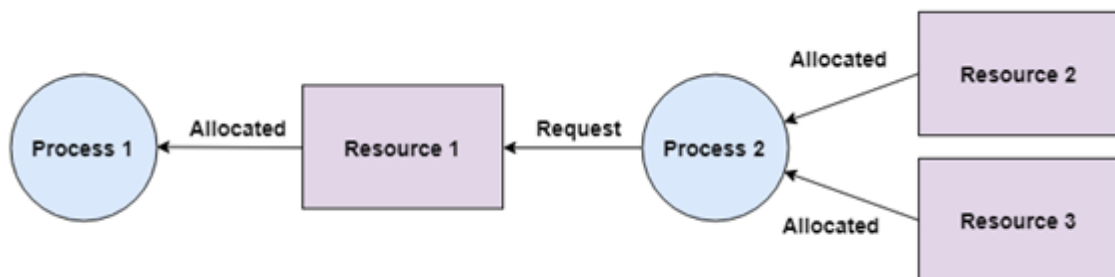 Process 1
Allocated
Resource 1
Request
Process 2
Allocated
Resource 2
Allocated
Resource 3